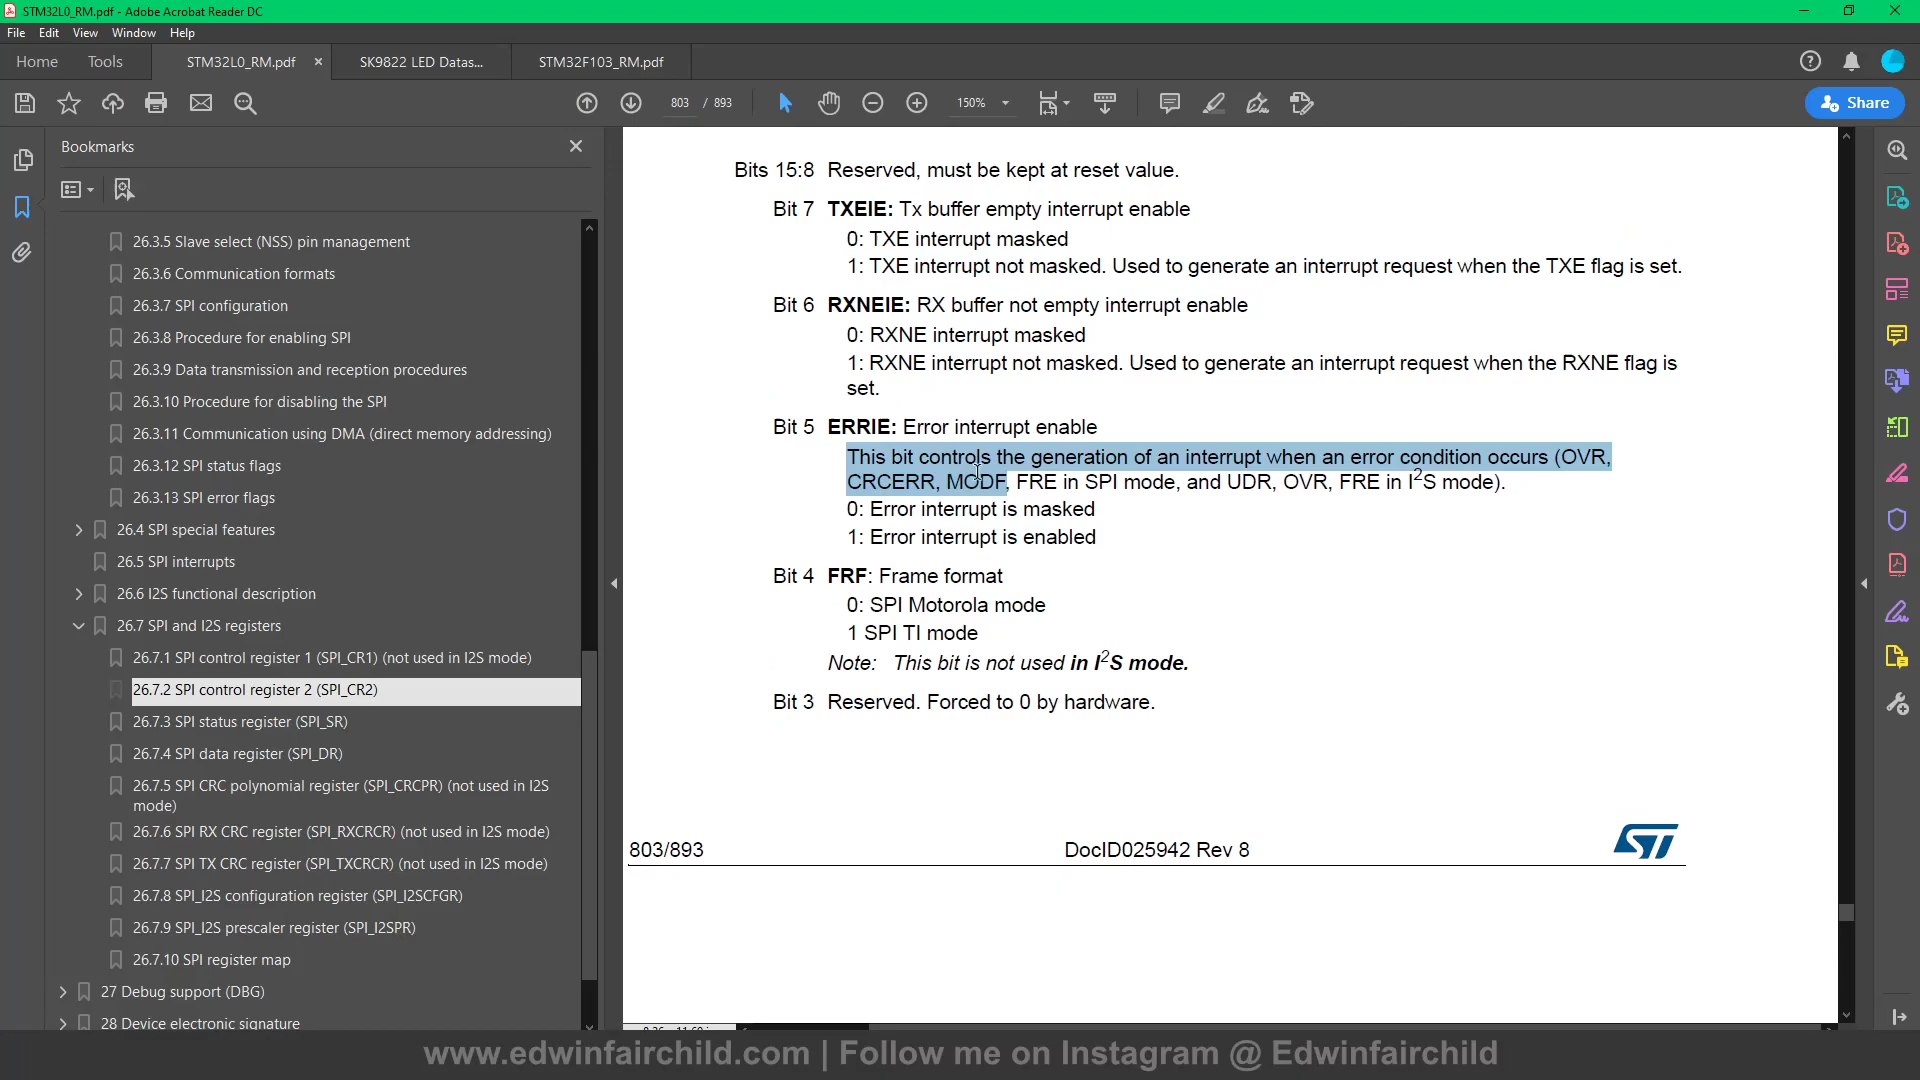 STM32L0_RM.pdf - Adobe Acrobat Reader DC
File Edit View Window Help
Home Tools STM32L0_RM.pdf × SK9822 LED Datas... STM32F103_RM.pdf
803 / 893 150% Share
Bookmarks
26.3.5 Slave select (NSS) pin management
26.3.6 Communication formats
26.3.7 SPI configuration
26.3.8 Procedure for enabling SPI
26.3.9 Data transmission and reception procedures
26.3.10 Procedure for disabling the SPI
26.3.11 Communication using DMA (direct memory addressing)
26.3.12 SPI status flags
26.3.13 SPI error flags
26.4 SPI special features
26.5 SPI interrupts
26.6 I2S functional description
26.7 SPI and I2S registers
26.7.1 SPI control register 1 (SPI_CR1) (not used in I2S mode)
26.7.2 SPI control register 2 (SPI_CR2)
26.7.3 SPI status register (SPI_SR)
26.7.4 SPI data register (SPI_DR)
26.7.5 SPI CRC polynomial register (SPI_CRCPR) (not used in I2S
mode)
26.7.6 SPI RX CRC register (SPI_RXCRCR) (not used in I2S mode)
26.7.7 SPI TX CRC register (SPI_TXCRCR) (not used in I2S mode)
26.7.8 SPI_I2S configuration register (SPI_I2SCFGR)
26.7.9 SPI_I2S prescaler register (SPI_I2SPR)
26.7.10 SPI register map
27 Debug support (DBG)
28 Device electronic signature
Bits 15:8 Reserved, must be kept at reset value.
Bit 7 TXEIE: Tx buffer empty interrupt enable
0: TXE interrupt masked
1: TXE interrupt not masked. Used to generate an interrupt request when the TXE flag is set.
Bit 6 RXNEIE: RX buffer not empty interrupt enable
0: RXNE interrupt masked
1: RXNE interrupt not masked. Used to generate an interrupt request when the RXNE flag is
set.
Bit 5 ERRIE: Error interrupt enable
This bit controls the generation of an interrupt when an error condition occurs (OVR,
CRCERR, MODF, FRE in SPI mode, and UDR, OVR, FRE in I2S mode).
0: Error interrupt is masked
1: Error interrupt is enabled
Bit 4 FRF: Frame format
0: SPI Motorola mode
1 SPI TI mode
Note: This bit is not used in I2S mode.
Bit 3 Reserved. Forced to 0 by hardware.
803/893 DocID025942 Rev 8 ST
www.edwinfairchild.com | Follow me on Instagram @ Edwinfairchild